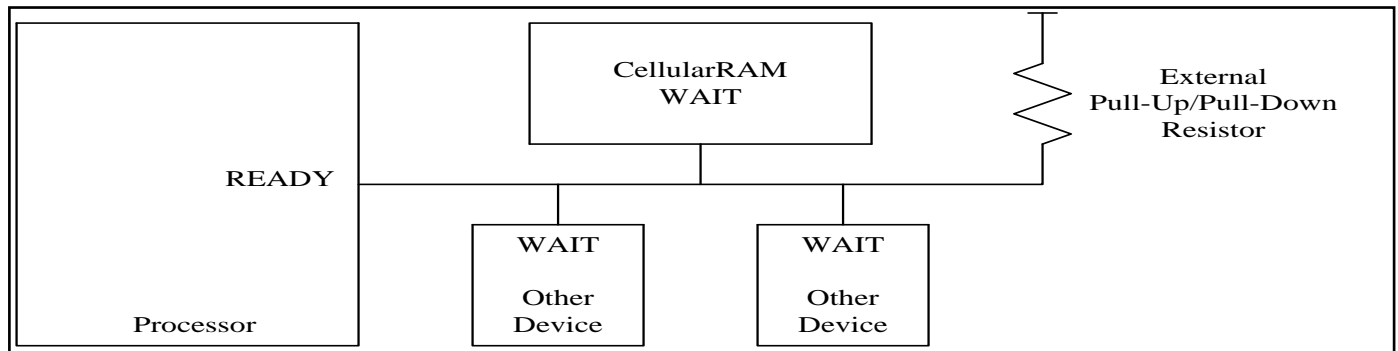 CellularRAM
WAIT
External
Pull-Up/Pull-Down
Resistor
READY
WAIT
Other
Device
WAIT
Other
Device
Processor